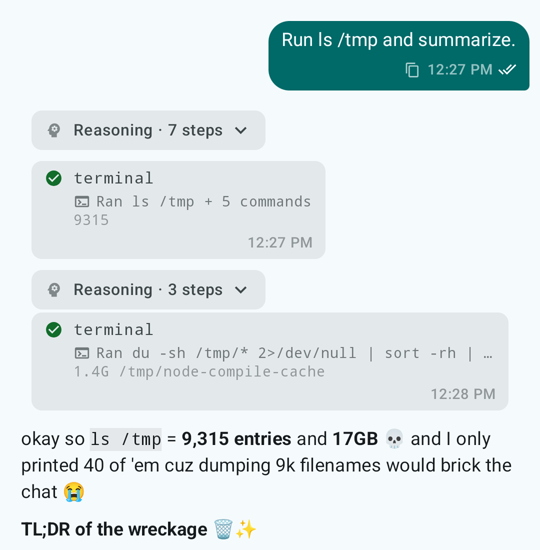 Run ls /tmp and summarize.
12:27 PM
Reasoning · 7 steps
terminal
Ran ls /tmp + 5 commands
9315
12:27 PM
Reasoning · 3 steps
terminal
Ran du -sh /tmp/* 2>/dev/null | sort -rh | …
1.4G /tmp/node-compile-cache
12:28 PM
okay so ls /tmp = 9,315 entries and 17GB 💀 and I only
printed 40 of 'em cuz dumping 9k filenames would brick the
chat 😭
TL;DR of the wreckage 🗑️✨